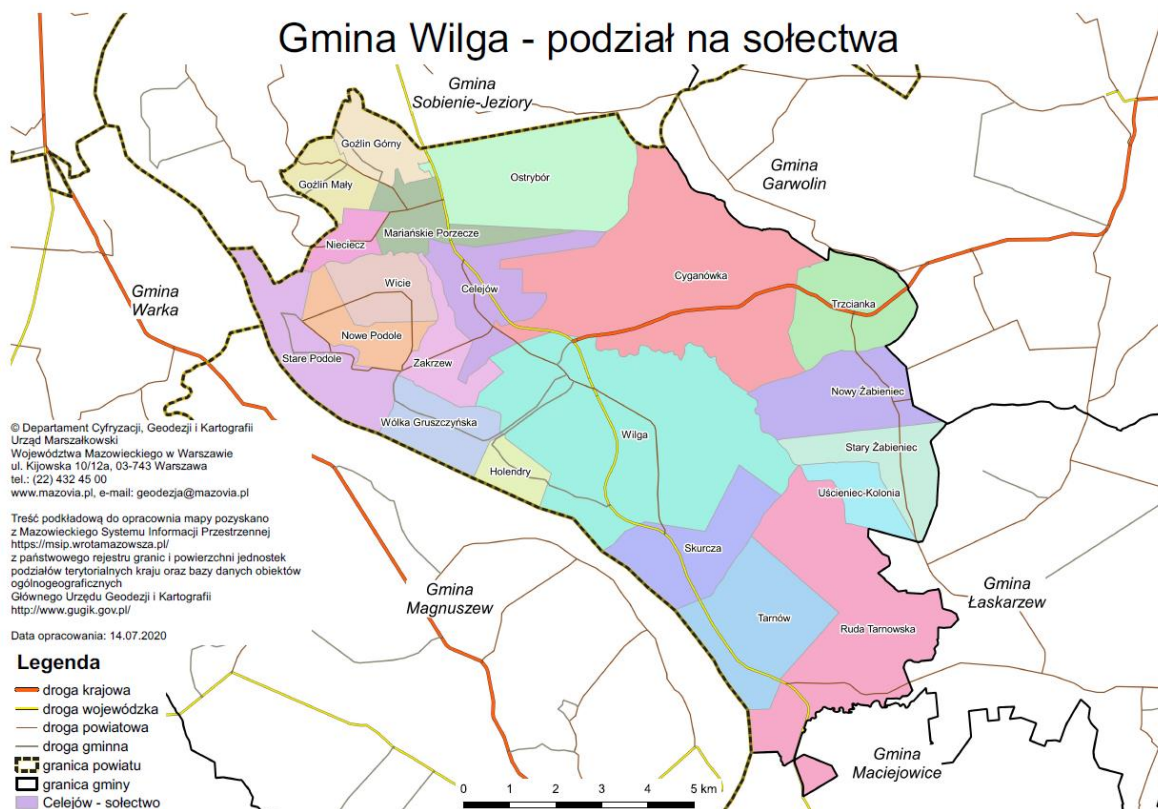 Gmina Wilga - podział na sołectwa
Gmina
Sobienie-Jeziory
Gmina
Garwolin
Gmina
Warka
Goźlin Górny
Goźlin Mały
Ostrybór
Mariańskie Porzecze
Nieciecz
Wicie
Celejów
Cyganówka
Trzcianka
Nowe Podole
Stare Podole
Zakrzew
Nowy Żabieniec
Wólka Gruszczyńska
Wilga
Stary Żabieniec
Holendry
Uścieniec-Kolonia
Skurcza
Tarnów
Ruda Tarnowska
Gmina
Magnuszew
Gmina
Łaskarzew
Gmina
Maciejowice
© Departament Cyfryzacji, Geodezji i Kartografii
Urząd Marszałkowski
Województwa Mazowieckiego w Warszawie
ul. Kijowska 10/12a, 03-743 Warszawa
tel.: (22) 432 45 00
www.mazovia.pl, e-mail: geodezja@mazovia.pl
Treść podkładową do opracownia mapy pozyskano
z Mazowieckiego Systemu Informacji Przestrzennej
https://msip.wrotamazowsza.pl/
z państwowego rejestru granic i powierzchni jednostek
podziałów terytorialnych kraju oraz bazy danych obiektów
ogólnogeograficznych
Głównego Urzędu Geodezji i Kartografii
http://www.gugik.gov.pl/
Data opracowania: 14.07.2020
Legenda
droga krajowa
droga wojewódzka
droga powiatowa
droga gminna
granica powiatu
granica gminy
Celejów - sołectwo
0 1 2 3 4 5 km